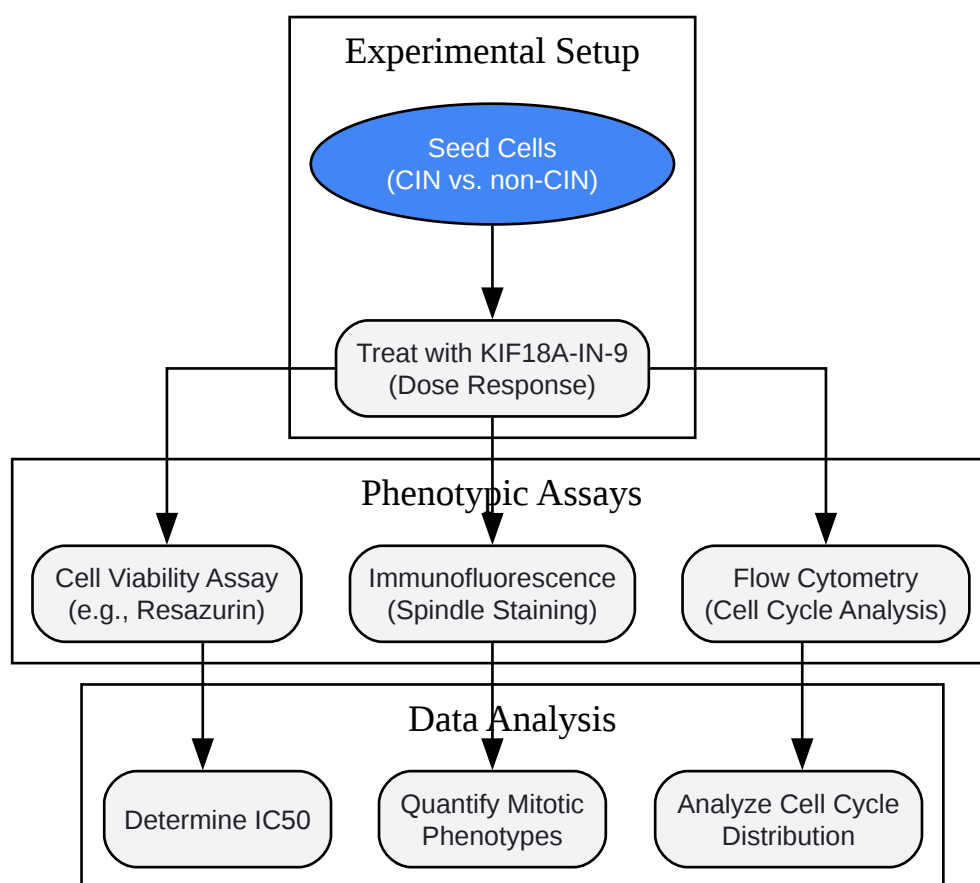 Experimental Setup
Seed Cells
(CIN vs. non-CIN)
Treat with KIF18A-IN-9
(Dose Response)
Phenotypic Assays
Cell Viability Assay
(e.g., Resazurin)
Immunofluorescence
(Spindle Staining)
Flow Cytometry
(Cell Cycle Analysis)
Data Analysis
Determine IC50
Quantify Mitotic
Phenotypes
Analyze Cell Cycle
Distribution